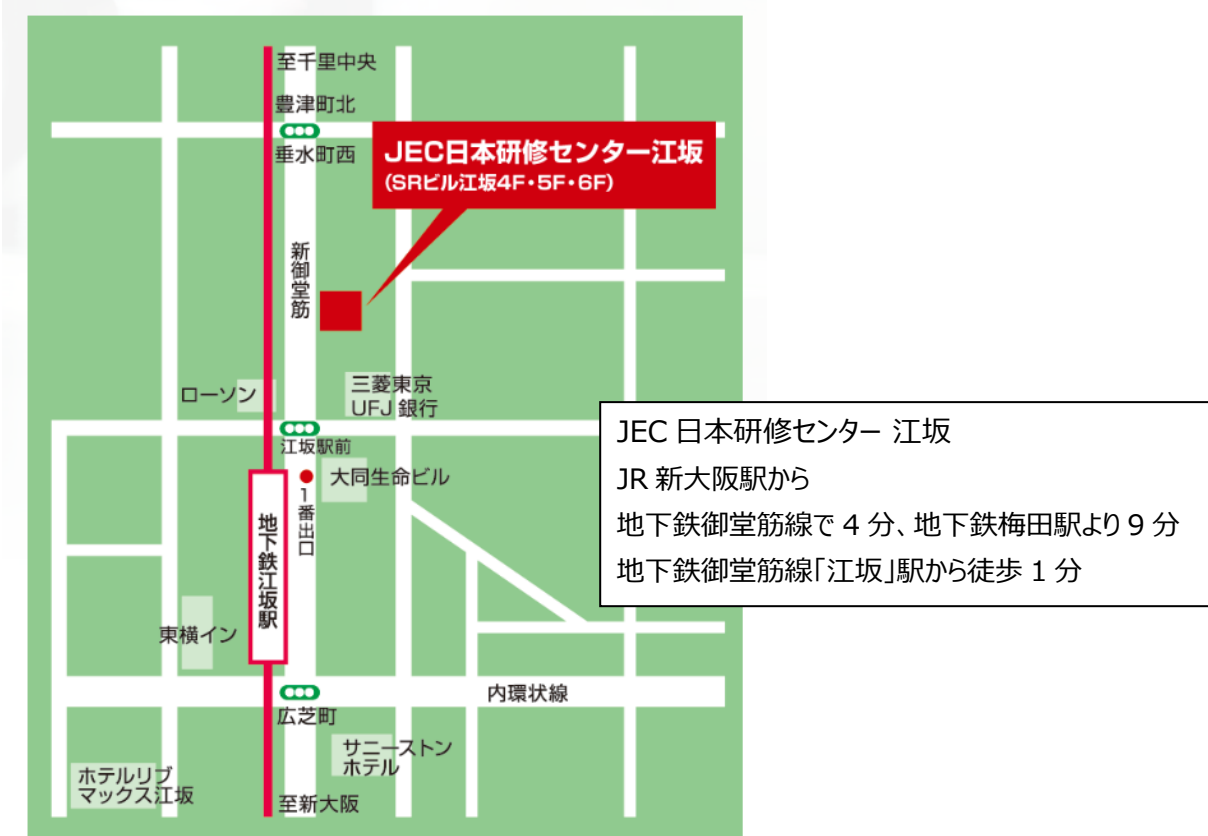 至千里中央
豊津町北
垂水町西
JEC日本研修センター江坂
(SRビル江坂4F・5F・6F)
新御堂筋
ローソン
三菱東京
UFJ 銀行
江坂駅前
大同生命ビル
1番出口
地下鉄江坂駅
東横イン
内環状線
広芝町
サニーストン
ホテル
ホテルリブ
マックス江坂
至新大阪
JEC 日本研修センター 江坂
JR 新大阪駅から
地下鉄御堂筋線で 4 分、地下鉄梅田駅より 9 分
地下鉄御堂筋線「江坂」駅から徒歩 1 分